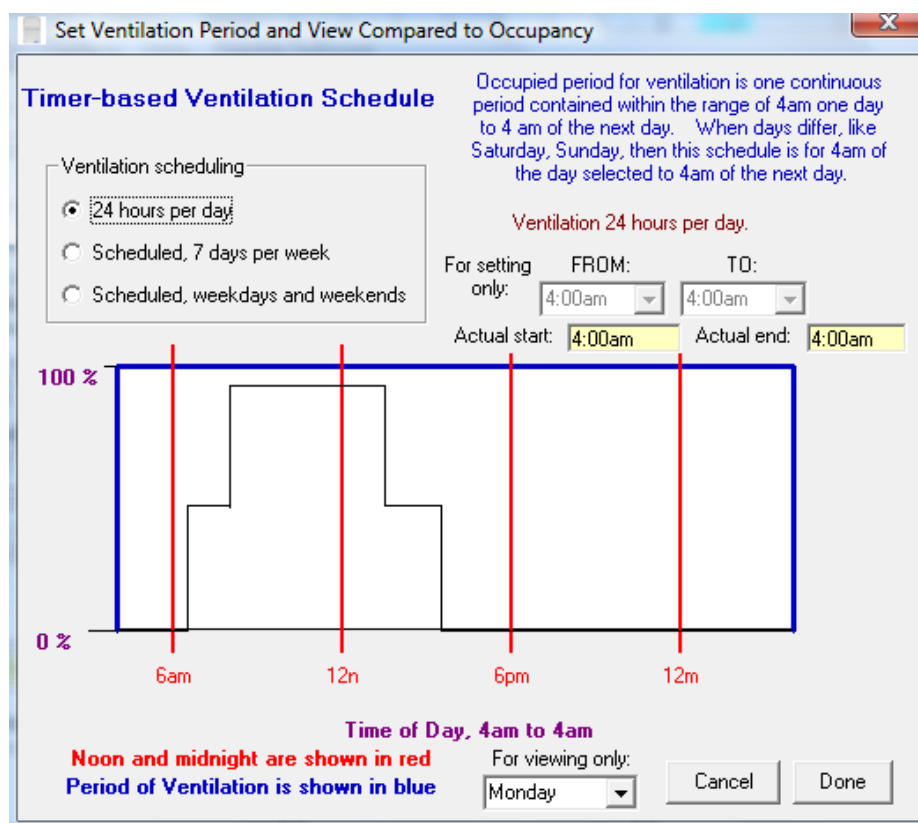 Set Ventilation Period and View Compared to Occupancy
X
Timer-based Ventilation Schedule
Occupied period for ventilation is one continuous
period contained within the range of 4am one day
to 4 am of the next day. When days differ, like
Saturday, Sunday, then this schedule is for 4am of
the day selected to 4am of the next day.
Ventilation scheduling
24 hours per day
Scheduled, 7 days per week
Scheduled, weekdays and weekends
Ventilation 24 hours per day.
For setting
only:
FROM:
TO:
4:00am
4:00am
Actual start:
4:00am
Actual end:
4:00am
100 %
0 %
6am
12n
6pm
12m
Time of Day, 4am to 4am
Noon and midnight are shown in red
Period of Ventilation is shown in blue
For viewing only:
Monday
Cancel
Done